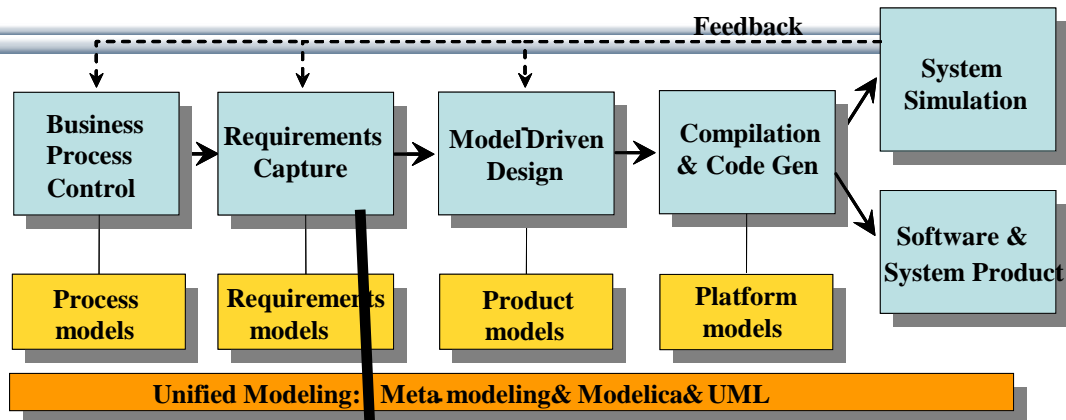 Feedback
Business
Process
Control
Requirements
Capture
Model-Driven
Design
Compilation
& Code Gen
System
Simulation
Software &
System Product
Process
models
Requirements
models
Product
models
Platform
models
Unified Modeling: Meta-modeling& Modelica& UML